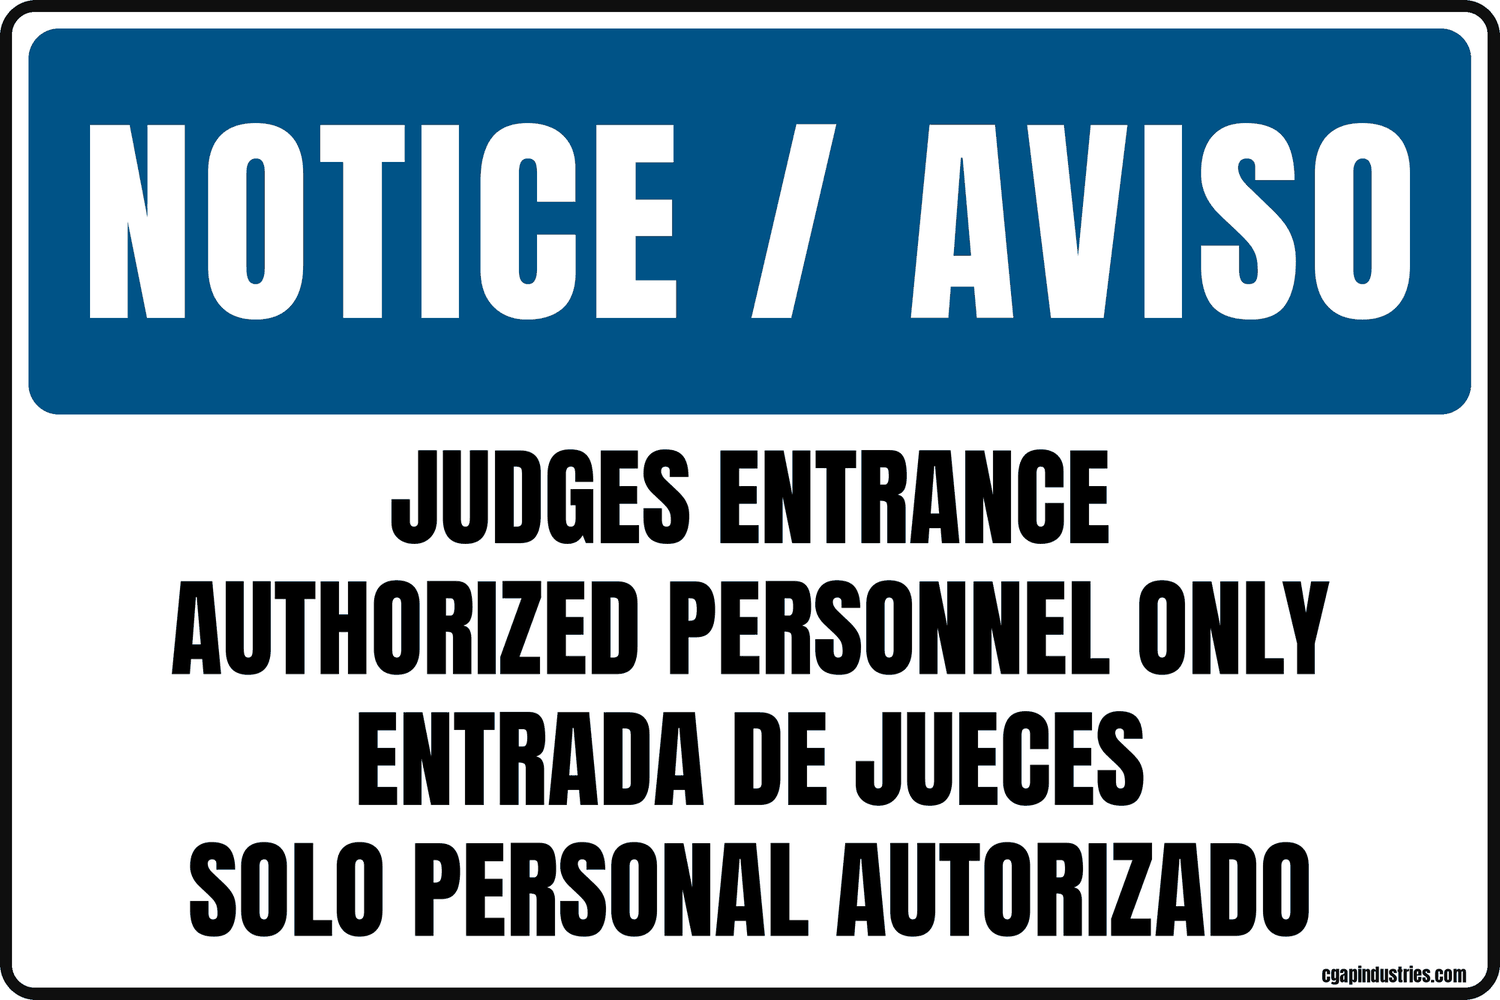 NOTICE / AVISO
JUDGES ENTRANCE
AUTHORIZED PERSONNEL ONLY
ENTRADA DE JUECES
SOLO PERSONAL AUTORIZADO
cgapindustries.com